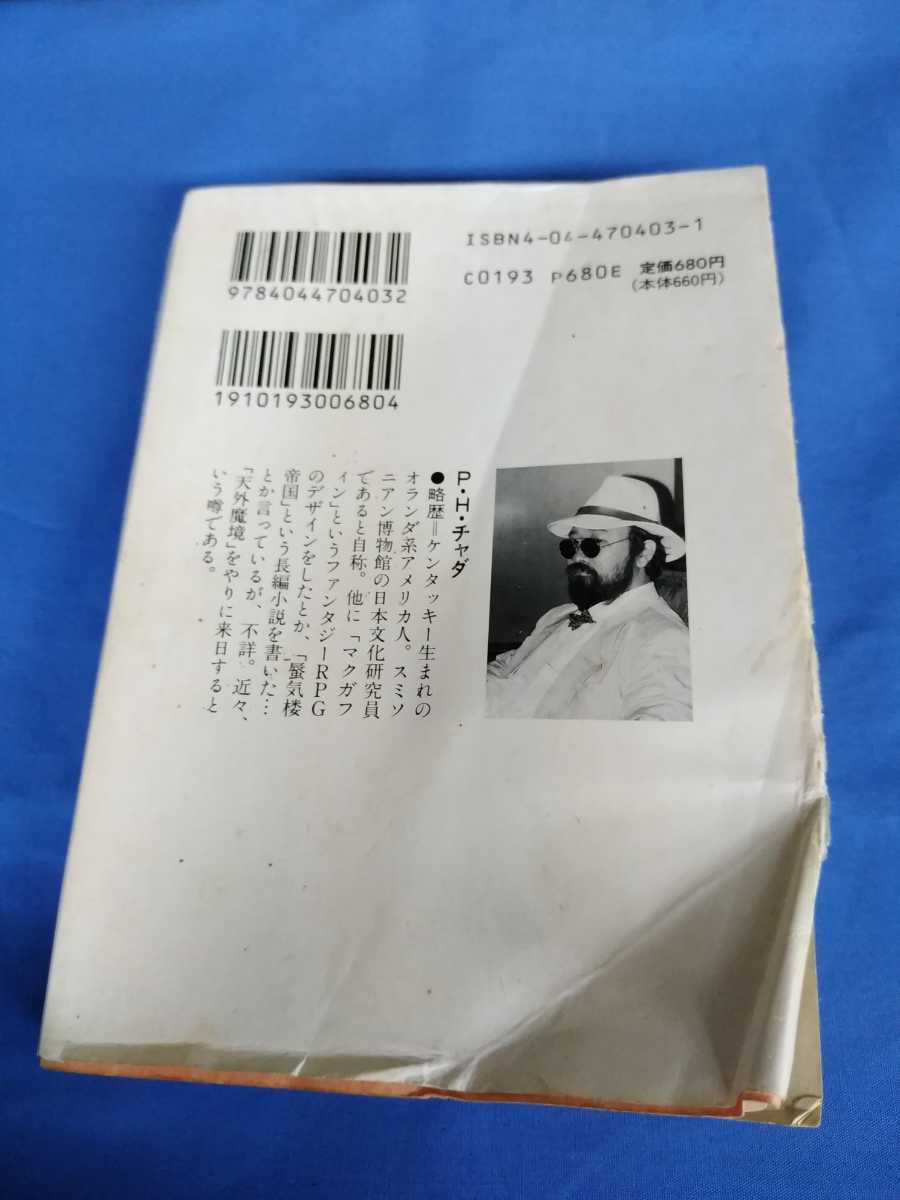 ISBN4-04-470403-1
C0193 P680E 定価680円
(本体660円)
9784044704032
1910193006804
P・H・チャダ
●略歴=ケンタッキー生まれの
オランダ系アメリカ人。スミソ
ニアン博物館の日本文化研究員
であると自称。他に「マクガフ
ィン」というファンタジーRPG
のデザインをしたとか、「蜃気楼
帝国」という長編小説を書いた…
とか言っているが、不詳。近々、
「天外魔境」をやりに来日すると
いう噂である。